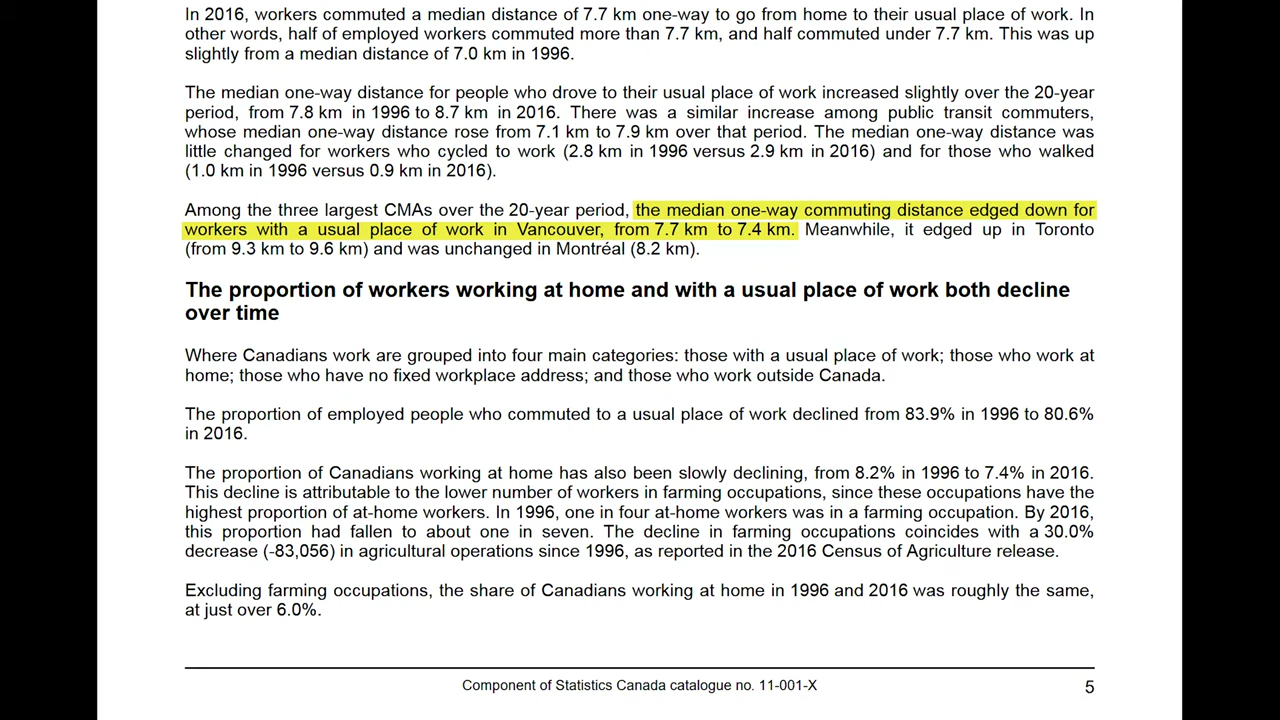 In 2016, workers commuted a median distance of 7.7 km one-way to go from home to their usual place of work. In
other words, half of employed workers commuted more than 7.7 km, and half commuted under 7.7 km. This was up
slightly from a median distance of 7.0 km in 1996.
The median one-way distance for people who drove to their usual place of work increased slightly over the 20-year
period, from 7.8 km in 1996 to 8.7 km in 2016. There was a similar increase among public transit commuters,
whose median one-way distance rose from 7.1 km to 7.9 km over that period. The median one-way distance was
little changed for workers who cycled to work (2.8 km in 1996 versus 2.9 km in 2016) and for those who walked
(1.0 km in 1996 versus 0.9 km in 2016).
Among the three largest CMAs over the 20-year period, the median one-way commuting distance edged down for
workers with a usual place of work in Vancouver, from 7.7 km to 7.4 km. Meanwhile, it edged up in Toronto
(from 9.3 km to 9.6 km) and was unchanged in Montréal (8.2 km).
The proportion of workers working at home and with a usual place of work both decline
over time
Where Canadians work are grouped into four main categories: those with a usual place of work; those who work at
home; those who have no fixed workplace address; and those who work outside Canada.
The proportion of employed people who commuted to a usual place of work declined from 83.9% in 1996 to 80.6%
in 2016.
The proportion of Canadians working at home has also been slowly declining, from 8.2% in 1996 to 7.4% in 2016.
This decline is attributable to the lower number of workers in farming occupations, since these occupations have the
highest proportion of at-home workers. In 1996, one in four at-home workers was in a farming occupation. By 2016,
this proportion had fallen to about one in seven. The decline in farming occupations coincides with a 30.0%
decrease (-83,056) in agricultural operations since 1996, as reported in the 2016 Census of Agriculture release.
Excluding farming occupations, the share of Canadians working at home in 1996 and 2016 was roughly the same,
at just over 6.0%.
Component of Statistics Canada catalogue no. 11-001-X
5